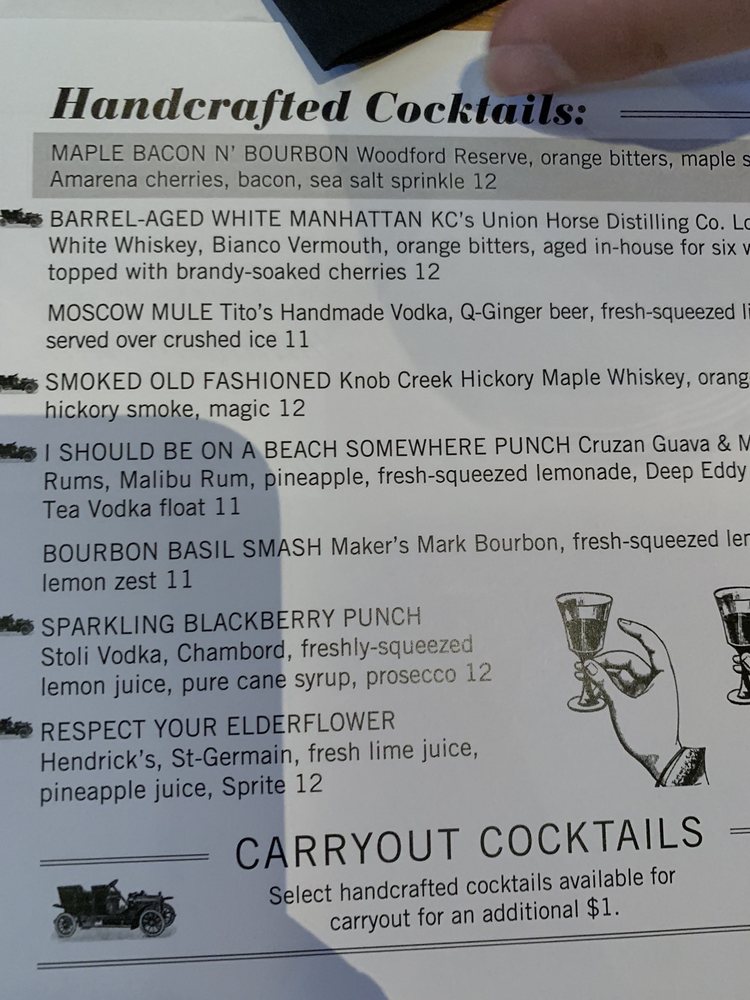 Handcrafted Cocktails:
MAPLE BACON N' BOURBON Woodford Reserve, orange bitters, maple
Amarena cherries, bacon, sea salt sprinkle 12
BARREL-AGED WHITE MANHATTAN KC's Union Horse Distilling Co.
White Whiskey, Bianco Vermouth, orange bitters, aged in-house for six
topped with brandy-soaked cherries 12
MOSCOW MULE Tito's Handmade Vodka, Q-Ginger beer, fresh-squeezed
served over crushed ice 11
SMOKED OLD FASHIONED Knob Creek Hickory Maple Whiskey,
hickory smoke, magic 12
I SHOULD BE ON A BEACH SOMEWHERE PUNCH Cruzan Guava &
Rums, Malibu Rum, pineapple, fresh-squeezed lemonade, Deep Eddy
Tea Vodka float 11
BOURBON BASIL SMASH Maker's Mark Bourbon, fresh-squeezed
lemon zest 11
SPARKLING BLACKBERRY PUNCH
Stoli Vodka, Chambord, freshly-squeezed
lemon juice, pure cane syrup, prosecco 12
RESPECT YOUR ELDERFLOWER
Hendrick's, St-Germain, fresh lime juice,
pineapple juice, Sprite 12
CARRYOUT COCKTAILS
Select handcrafted cocktails available for
carryout for an additional $1.